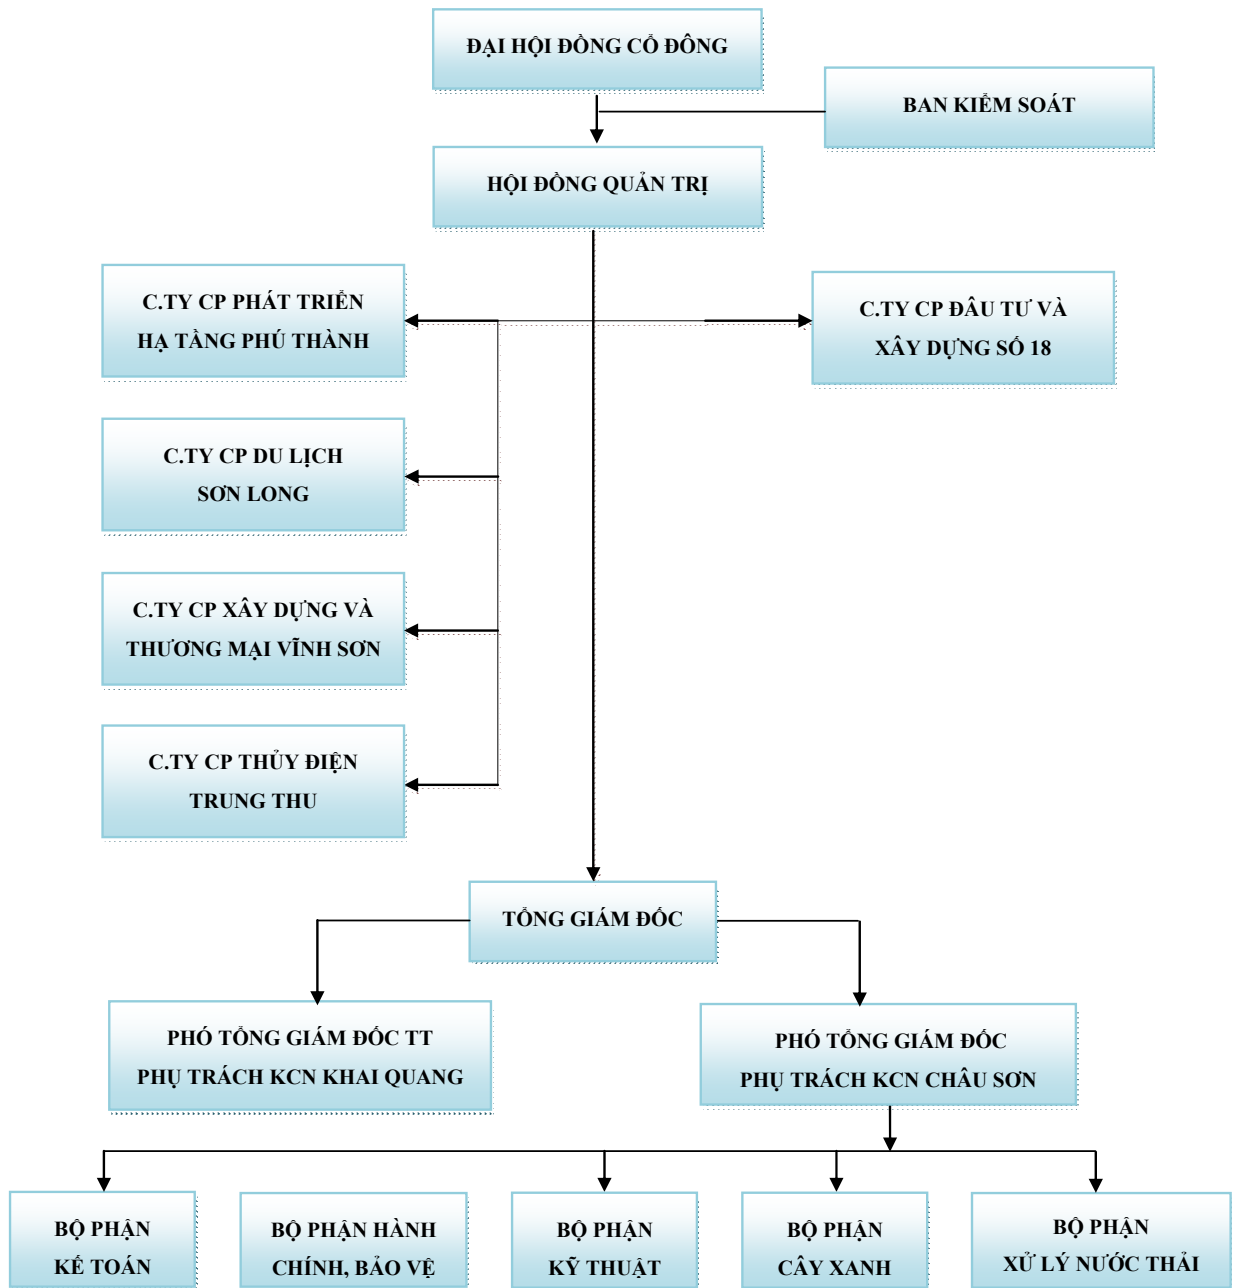 ĐẠI HỘI ĐỒNG CỔ ĐÔNG
BAN KIỂM SOÁT
HỘI ĐỒNG QUẢN TRỊ
C.TY CP PHÁT TRIỂN
HẠ TẦNG PHÚ THÀNH
C.TY CP ĐẦU TƯ VÀ
XÂY DỰNG SỐ 18
C.TY CP DU LỊCH
SƠN LONG
C.TY CP XÂY DỰNG VÀ
THƯƠNG MẠI VĨNH SƠN
C.TY CP THỦY ĐIỆN
TRUNG THU
TỔNG GIÁM ĐỐC
PHÓ TỔNG GIÁM ĐỐC TT
PHỤ TRÁCH KCN KHAI QUANG
PHÓ TỔNG GIÁM ĐỐC
PHỤ TRÁCH KCN CHÂU SƠN
BỘ PHẬN
KẾ TOÁN
BỘ PHẬN HÀNH
CHÍNH, BẢO VỆ
BỘ PHẬN
KỸ THUẬT
BỘ PHẬN
CÂY XANH
BỘ PHẬN
XỬ LÝ NƯỚC THẢI